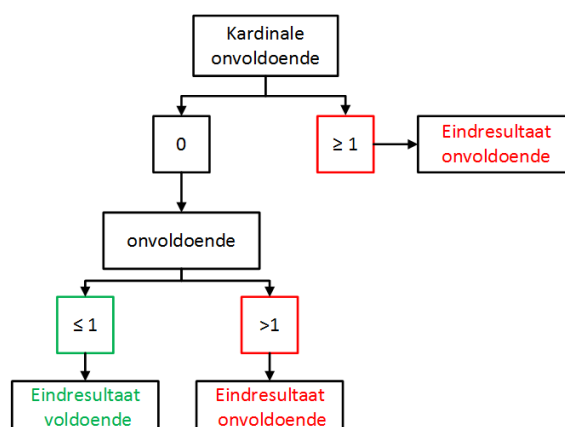 Kardinale
onvoldoende
0
≥ 1
Eindresultaat
onvoldoende
onvoldoende
≤ 1
>1
Eindresultaat
voldoende
Eindresultaat
onvoldoende